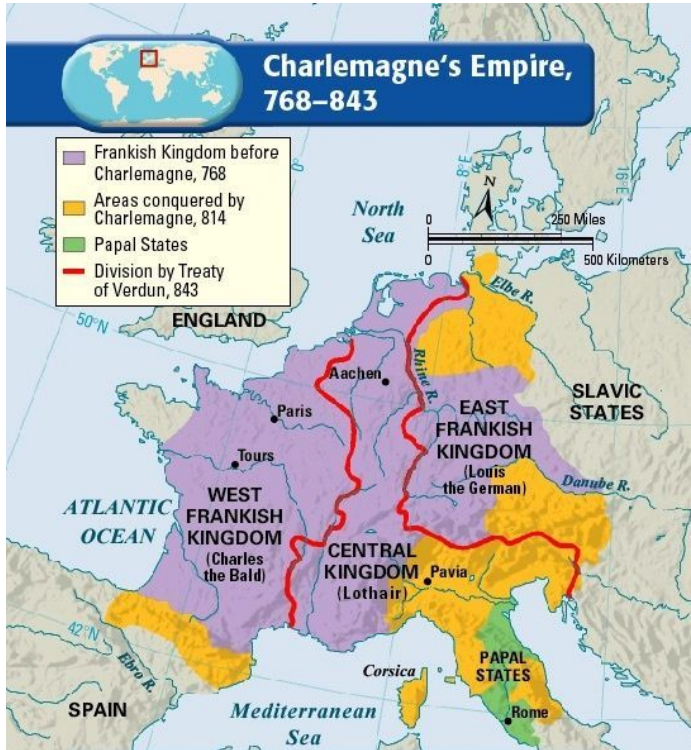 Charlemagne's Empire,
768–843
Frankish Kingdom before
Charlemagne, 768
Areas conquered by
Charlemagne, 814
Papal States
Division by Treaty
of Verdun, 843
0°
8°E
16°E
N
North
Sea
0
250 Miles
0
500 Kilometers
50°N
ENGLAND
Elbe R.
Rhine R.
Aachen
SLAVIC
STATES
Paris
EAST
FRANKISH
KINGDOM
(Louis
the German)
Tours
Danube R.
ATLANTIC
OCEAN
WEST
FRANKISH
KINGDOM
(Charles
the Bald)
CENTRAL
KINGDOM
(Lothair)
Pavia
42°N
Ebro R.
Corsica
PAPAL
STATES
SPAIN
Mediterranean
Sea
Rome